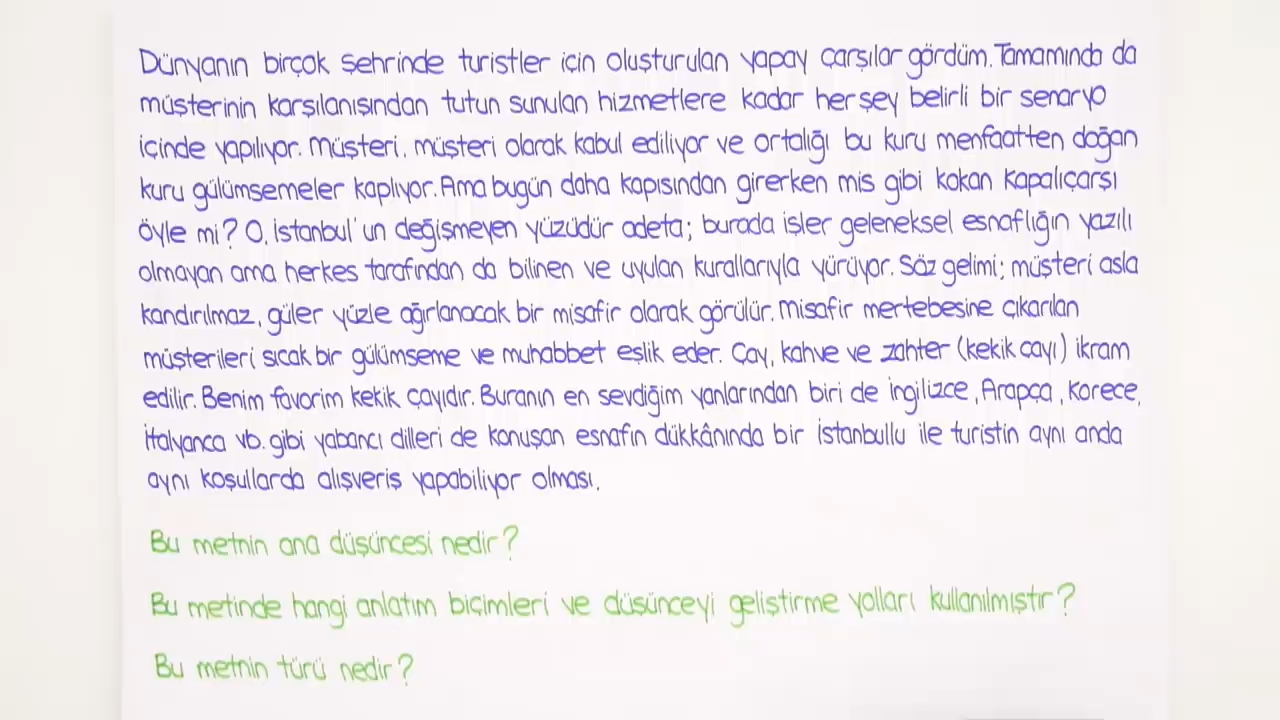 Dünyanın birçok şehrinde turistler için oluşturulan yapay çarşılar gördüm. Tamamında da
müşterinin karşılanışından tutun sunulan hizmetlere kadar her şey belirli bir senaryo
içinde yapılıyor. Müşteri, müşteri olarak kabul ediliyor ve ortalığı bu kuru menfaatten doğan
kuru gülümsemeler kaplıyor. Ama bugün daha kapısından girerken mis gibi kokan Kapalıçarşı
öyle mi? O, İstanbul'un değişmeyen yüzüdür adeta; burada işler geleneksel esnaflığın yazılı
olmayan ama herkes tarafından da bilinen ve uyulan kurallarıyla yürüyor. Söz gelimi; müşteri asla
kandırılmaz, güler yüzle ağırlanacak bir misafir olarak görülür. Misafir mertebesine çıkarılan
müşterileri sıcak bir gülümseme ve muhabbet eşlik eder. Çay, kahve ve zahter (kekik çayı) ikram
edilir. Benim favorim kekik çayıdır. Buranın en sevdiğim yanlarından biri de İngilizce, Arapça, Korece,
İtalyanca vb. gibi yabancı dilleri de konuşan esnafın dükkânında bir İstanbullu ile turistin aynı anda
aynı koşullarda alışveriş yapabiliyor olması.
Bu metnin ana düşüncesi nedir?
Bu metinde hangi anlatım biçimleri ve düşünceyi geliştirme yolları kullanılmıştır?
Bu metnin türü nedir?